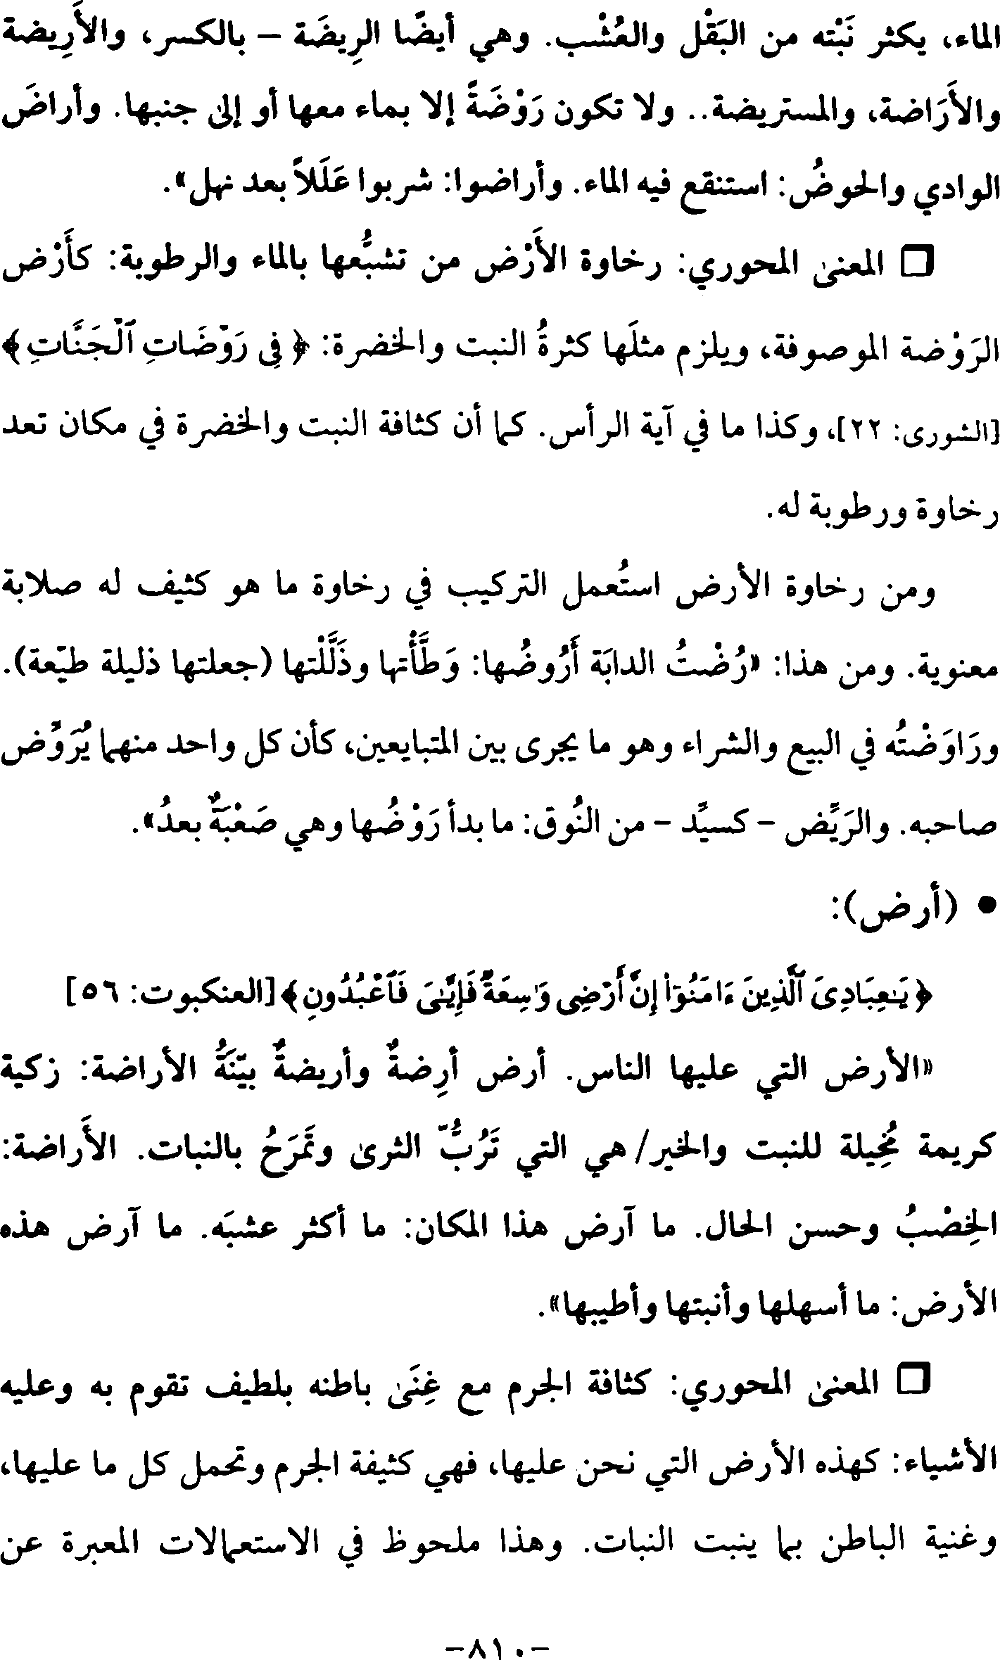 الماء، يكثر نَبْته من البَقْل والعُشْب. وهي أيضًا الرِيضَة – بالكسر، والأَرِيضة
والأَرَاضة، والمستريضة.. ولا تكون رَوْضَةً إلا بماء معها أو إلى جنبها. وأراضَ
الوادي والحوضُ: استنقع فيه الماء. وأراضوا: شربوا عَلَلاً بعد نهل».
❏ المعنىٰ المحوري: رخاوة الأَرْض من تشبُّعها بالماء والرطوبة: كأَرْض
الرَوْضة الموصوفة، ويلزم مثلَها كثرةُ النبت والخضرة: ﴿ فِى رَوْضَاتِ ٱلْجَنَّاتِ ﴾
[الشورى: ٢٢]، وكذا ما في آية الرأس. كما أن كثافة النبت والخضرة في مكان تعد
رخاوة ورطوبة له.
ومن رخاوة الأرض استُعمل التركيب في رخاوة ما هو كثيف له صلابة
معنوية. ومن هذا: «رُضْتُ الدابَة أَرُوضُها: وَطَّأْتها وذَلَّلْتها (جعلتها ذليلة طيّعة).
ورَاوَضْتُه في البيع والشراء وهو ما يجرى بين المتبايعين، كأن كل واحد منهما يُرَوِّض
صاحبه. والرَيِّض – كسيِّد – من النُوق: ما بدأ رَوْضُها وهي صَعْبَةٌ بعدُ».
• (أرض):
﴿ يَـٰعِبَادِىَ ٱلَّذِينَ ءَامَنُوٓا۟ إِنَّ أَرْضِى وَٰسِعَةٌ فَإِيَّـٰىَ فَٱعْبُدُونِ ﴾ [العنكبوت: ٥٦]
«الأرض التي عليها الناس. أرض أرِضةٌ وأريضةٌ بيّنَةُ الأراضة: زكية
كريمة مُخِيلة للنبت والخير/ هي التي تَرُبُّ الثرىٰ وتَمْرَحُ بالنبات. الأَراضة:
الخِصْبُ وحسن الحال. ما آرض هذا المكان: ما أكثر عشبَه. ما آرض هذه
الأرض: ما أسهلها وأنبتها وأطيبها».
❏ المعنىٰ المحوري: كثافة الجرم مع غِنَىٰ باطنه بلطيف تقوم به وعليه
الأشياء: كهذه الأرض التي نحن عليها، فهي كثيفة الجرم وتحمل كل ما عليها،
وغنية الباطن بما ينبت النبات. وهذا ملحوظ في الاستعمالات المعبرة عن
-٨١٠-